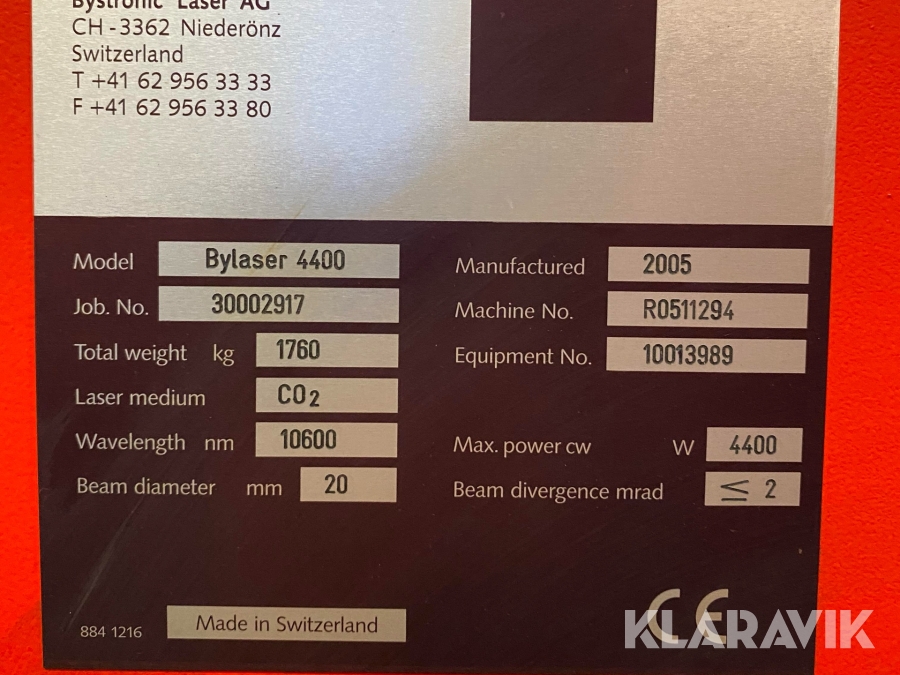 Bystronic Laser AG
CH - 3362 Niederönz
Switzerland
T +41 62 956 33 33
F +41 62 956 33 80
Model Bylaser 4400
Job. No. 30002917
Total weight kg 1760
Laser medium CO2
Wavelength nm 10600
Beam diameter mm 20
Manufactured 2005
Machine No. R0511294
Equipment No. 10013989
Max. power cw W 4400
Beam divergence mrad ≤ 2
884 1216
Made in Switzerland
CE
KLARAVIK